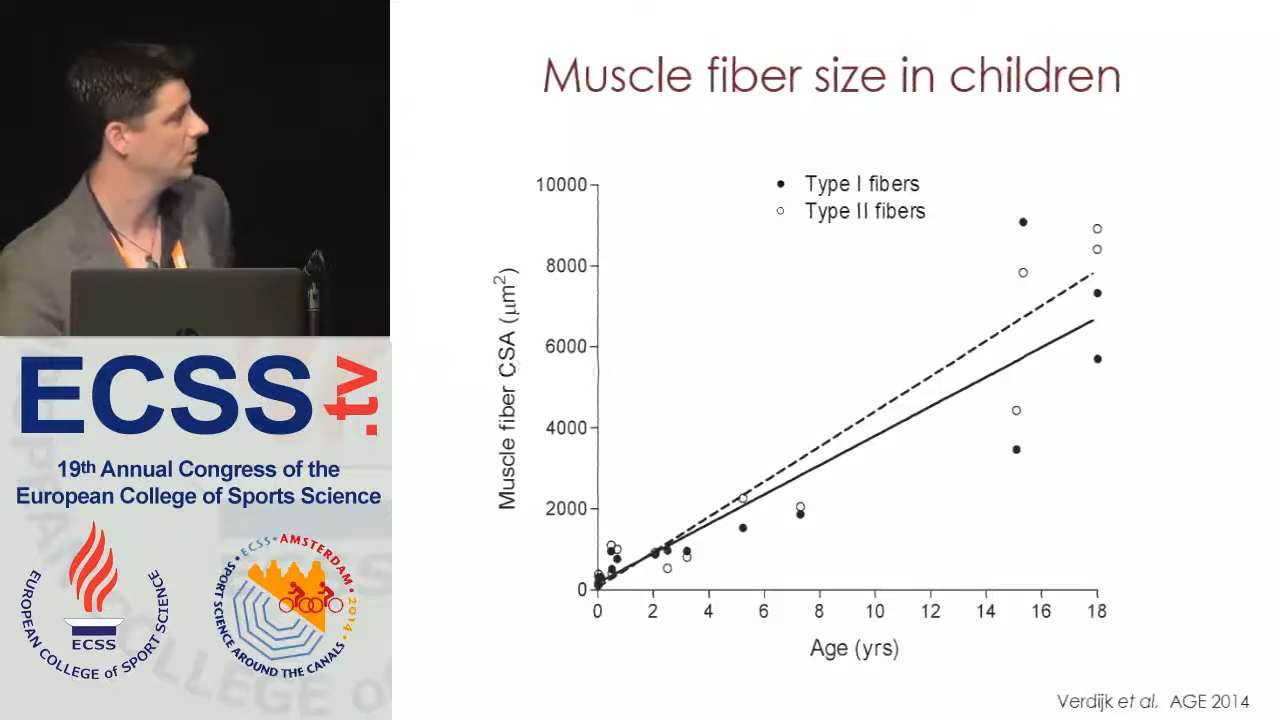 Muscle fiber size in children
Type I fibers
Type II fibers
10000
8000
6000
4000
2000
0
Muscle fiber CSA (µm²)
0 2 4 6 8 10 12 14 16 18
Age (yrs)
Verdijk et al, AGE 2014
ECSS.tv
19th Annual Congress of the
European College of Sports Science
EUROPEAN COLLEGE of SPORT SCIENCE
ECSS
•ECSS•AMSTERDAM 2014•
SPORT SCIENCE AROUND THE CANALS